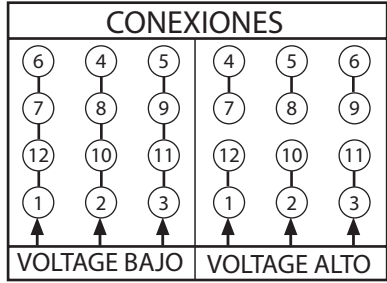 CONEXIONES
6 4 5 4 5 6
7 8 9 7 8 9
12 10 11 12 10 11
1 2 3 1 2 3
VOLTAGE BAJO VOLTAGE ALTO